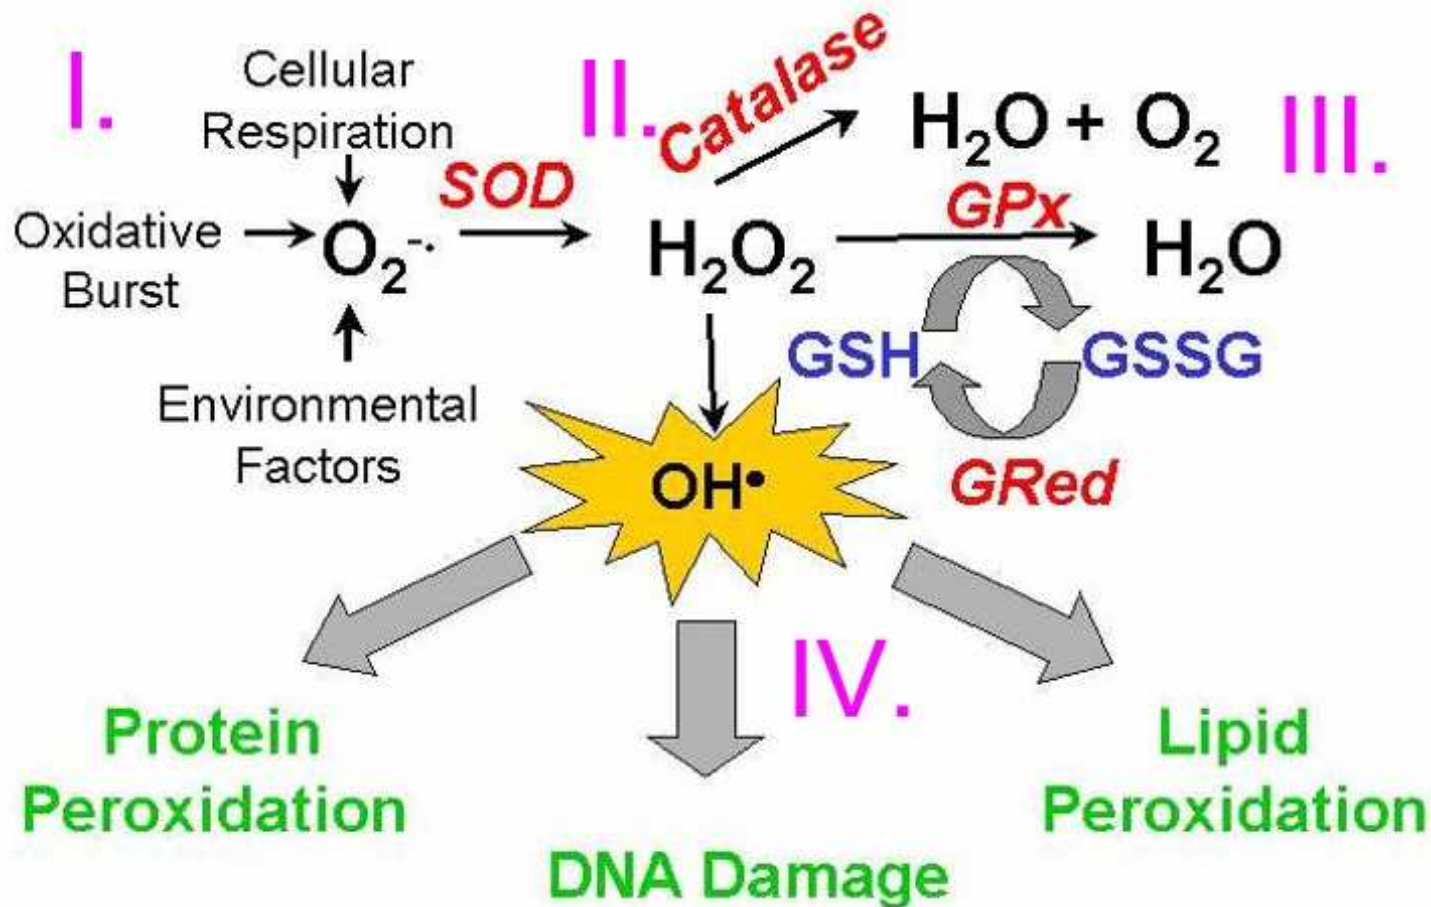 I.
Cellular
Respiration
Oxidative
Burst
O₂⁻·
Environmental
Factors
SOD
II.
Catalase
H₂O + O₂
III.
H₂O₂
GPx
H₂O
GSH
GSSG
GRed
OH•
IV.
Protein
Peroxidation
DNA Damage
Lipid
Peroxidation